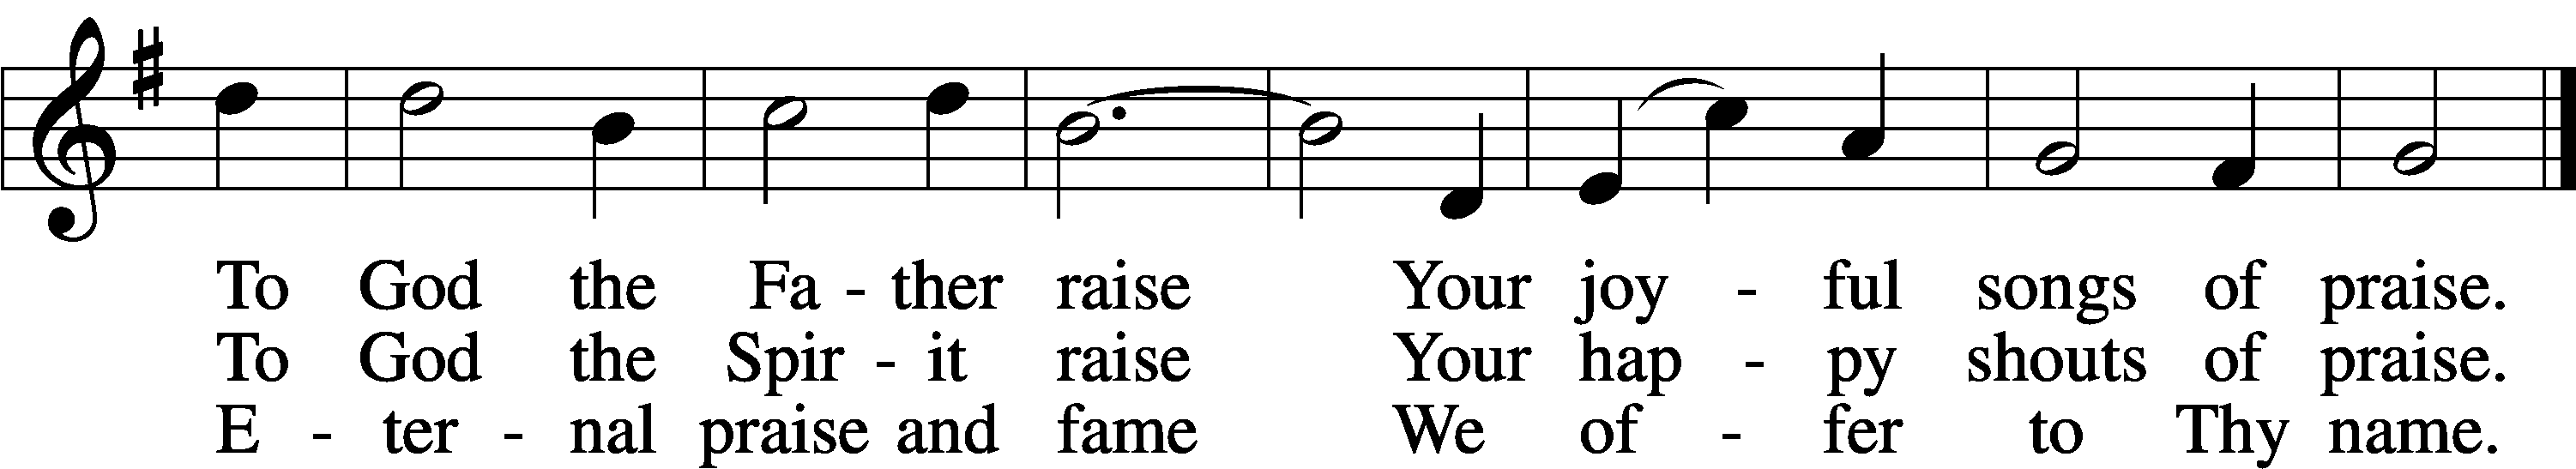 To God the Fa - ther raise Your joy - ful songs of praise.
To God the Spir - it raise Your hap - py shouts of praise.
E - ter - nal praise and fame We of - fer to Thy name.